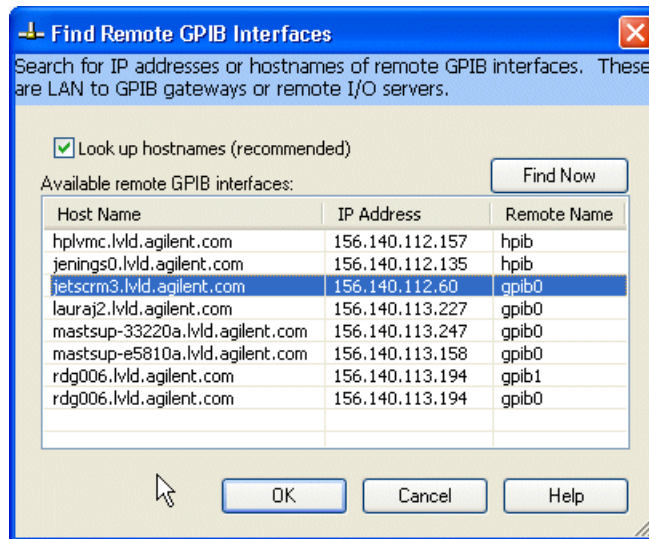 Find Remote GPIB Interfaces
Search for IP addresses or hostnames of remote GPIB interfaces. These
are LAN to GPIB gateways or remote I/O servers.
Look up hostnames (recommended)
Find Now
Available remote GPIB interfaces:
Host Name IP Address Remote Name
hplvmc.lvld.agilent.com 156.140.112.157 hpib
jenings0.lvld.agilent.com 156.140.112.135 hpib
jetscrm3.lvld.agilent.com 156.140.112.60 gpib0
lauraj2.lvld.agilent.com 156.140.113.227 gpib0
mastsup-33220a.lvld.agilent.com 156.140.113.247 gpib0
mastsup-e5810a.lvld.agilent.com 156.140.113.158 gpib0
rdg006.lvld.agilent.com 156.140.113.194 gpib1
rdg006.lvld.agilent.com 156.140.113.194 gpib0
OK Cancel Help